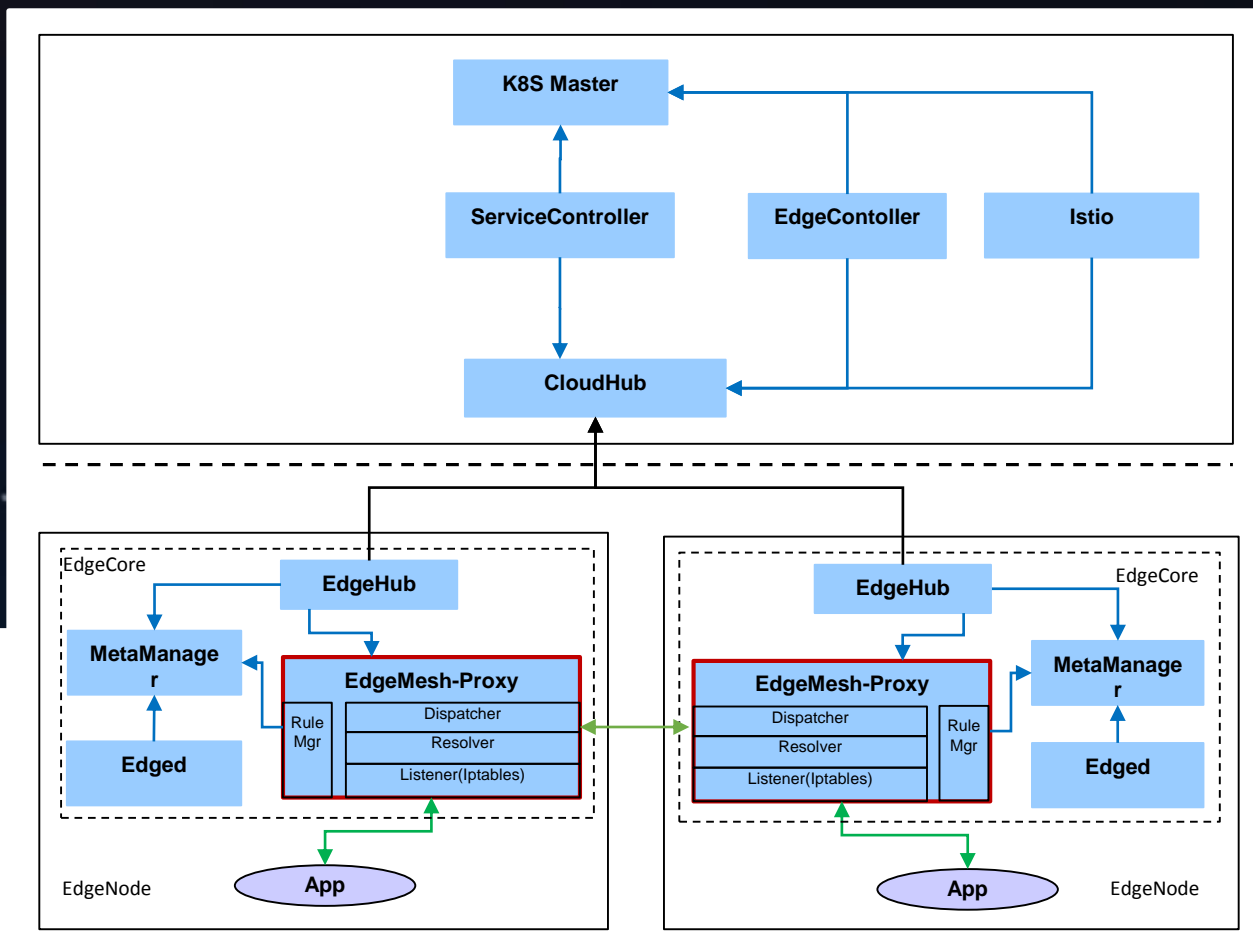 K8S Master
ServiceController
EdgeContoller
Istio
CloudHub
EdgeCore
EdgeHub
MetaManage
r
EdgeMesh-Proxy
Rule
Mgr
Dispatcher
Resolver
Listener(Iptables)
Edged
App
EdgeNode
EdgeCore
EdgeHub
EdgeMesh-Proxy
Dispatcher
Resolver
Listener(Iptables)
Rule
Mgr
MetaManage
r
Edged
App
EdgeNode